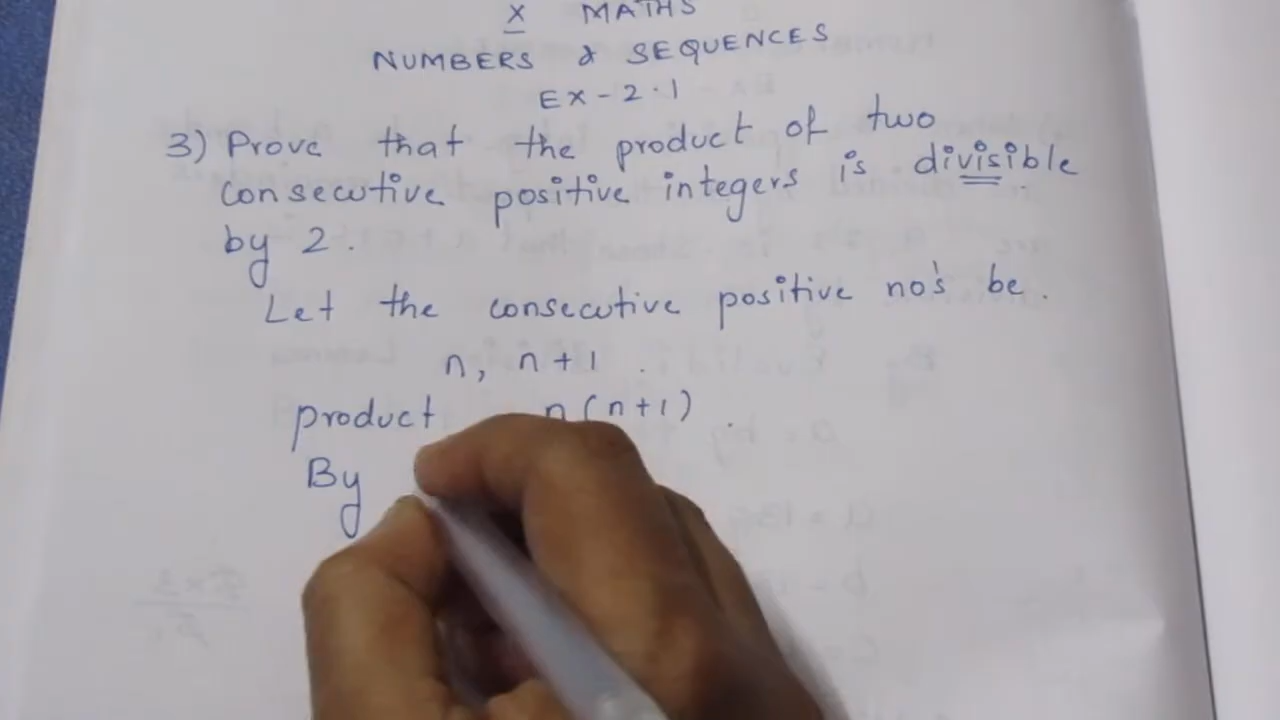 X MATHS
NUMBERS & SEQUENCES
EX-2.1
3) Prove that the product of two
consecutive positive integers is divisible
by 2.
Let the consecutive positive no's be.
n, n+1
product n(n+1)
By